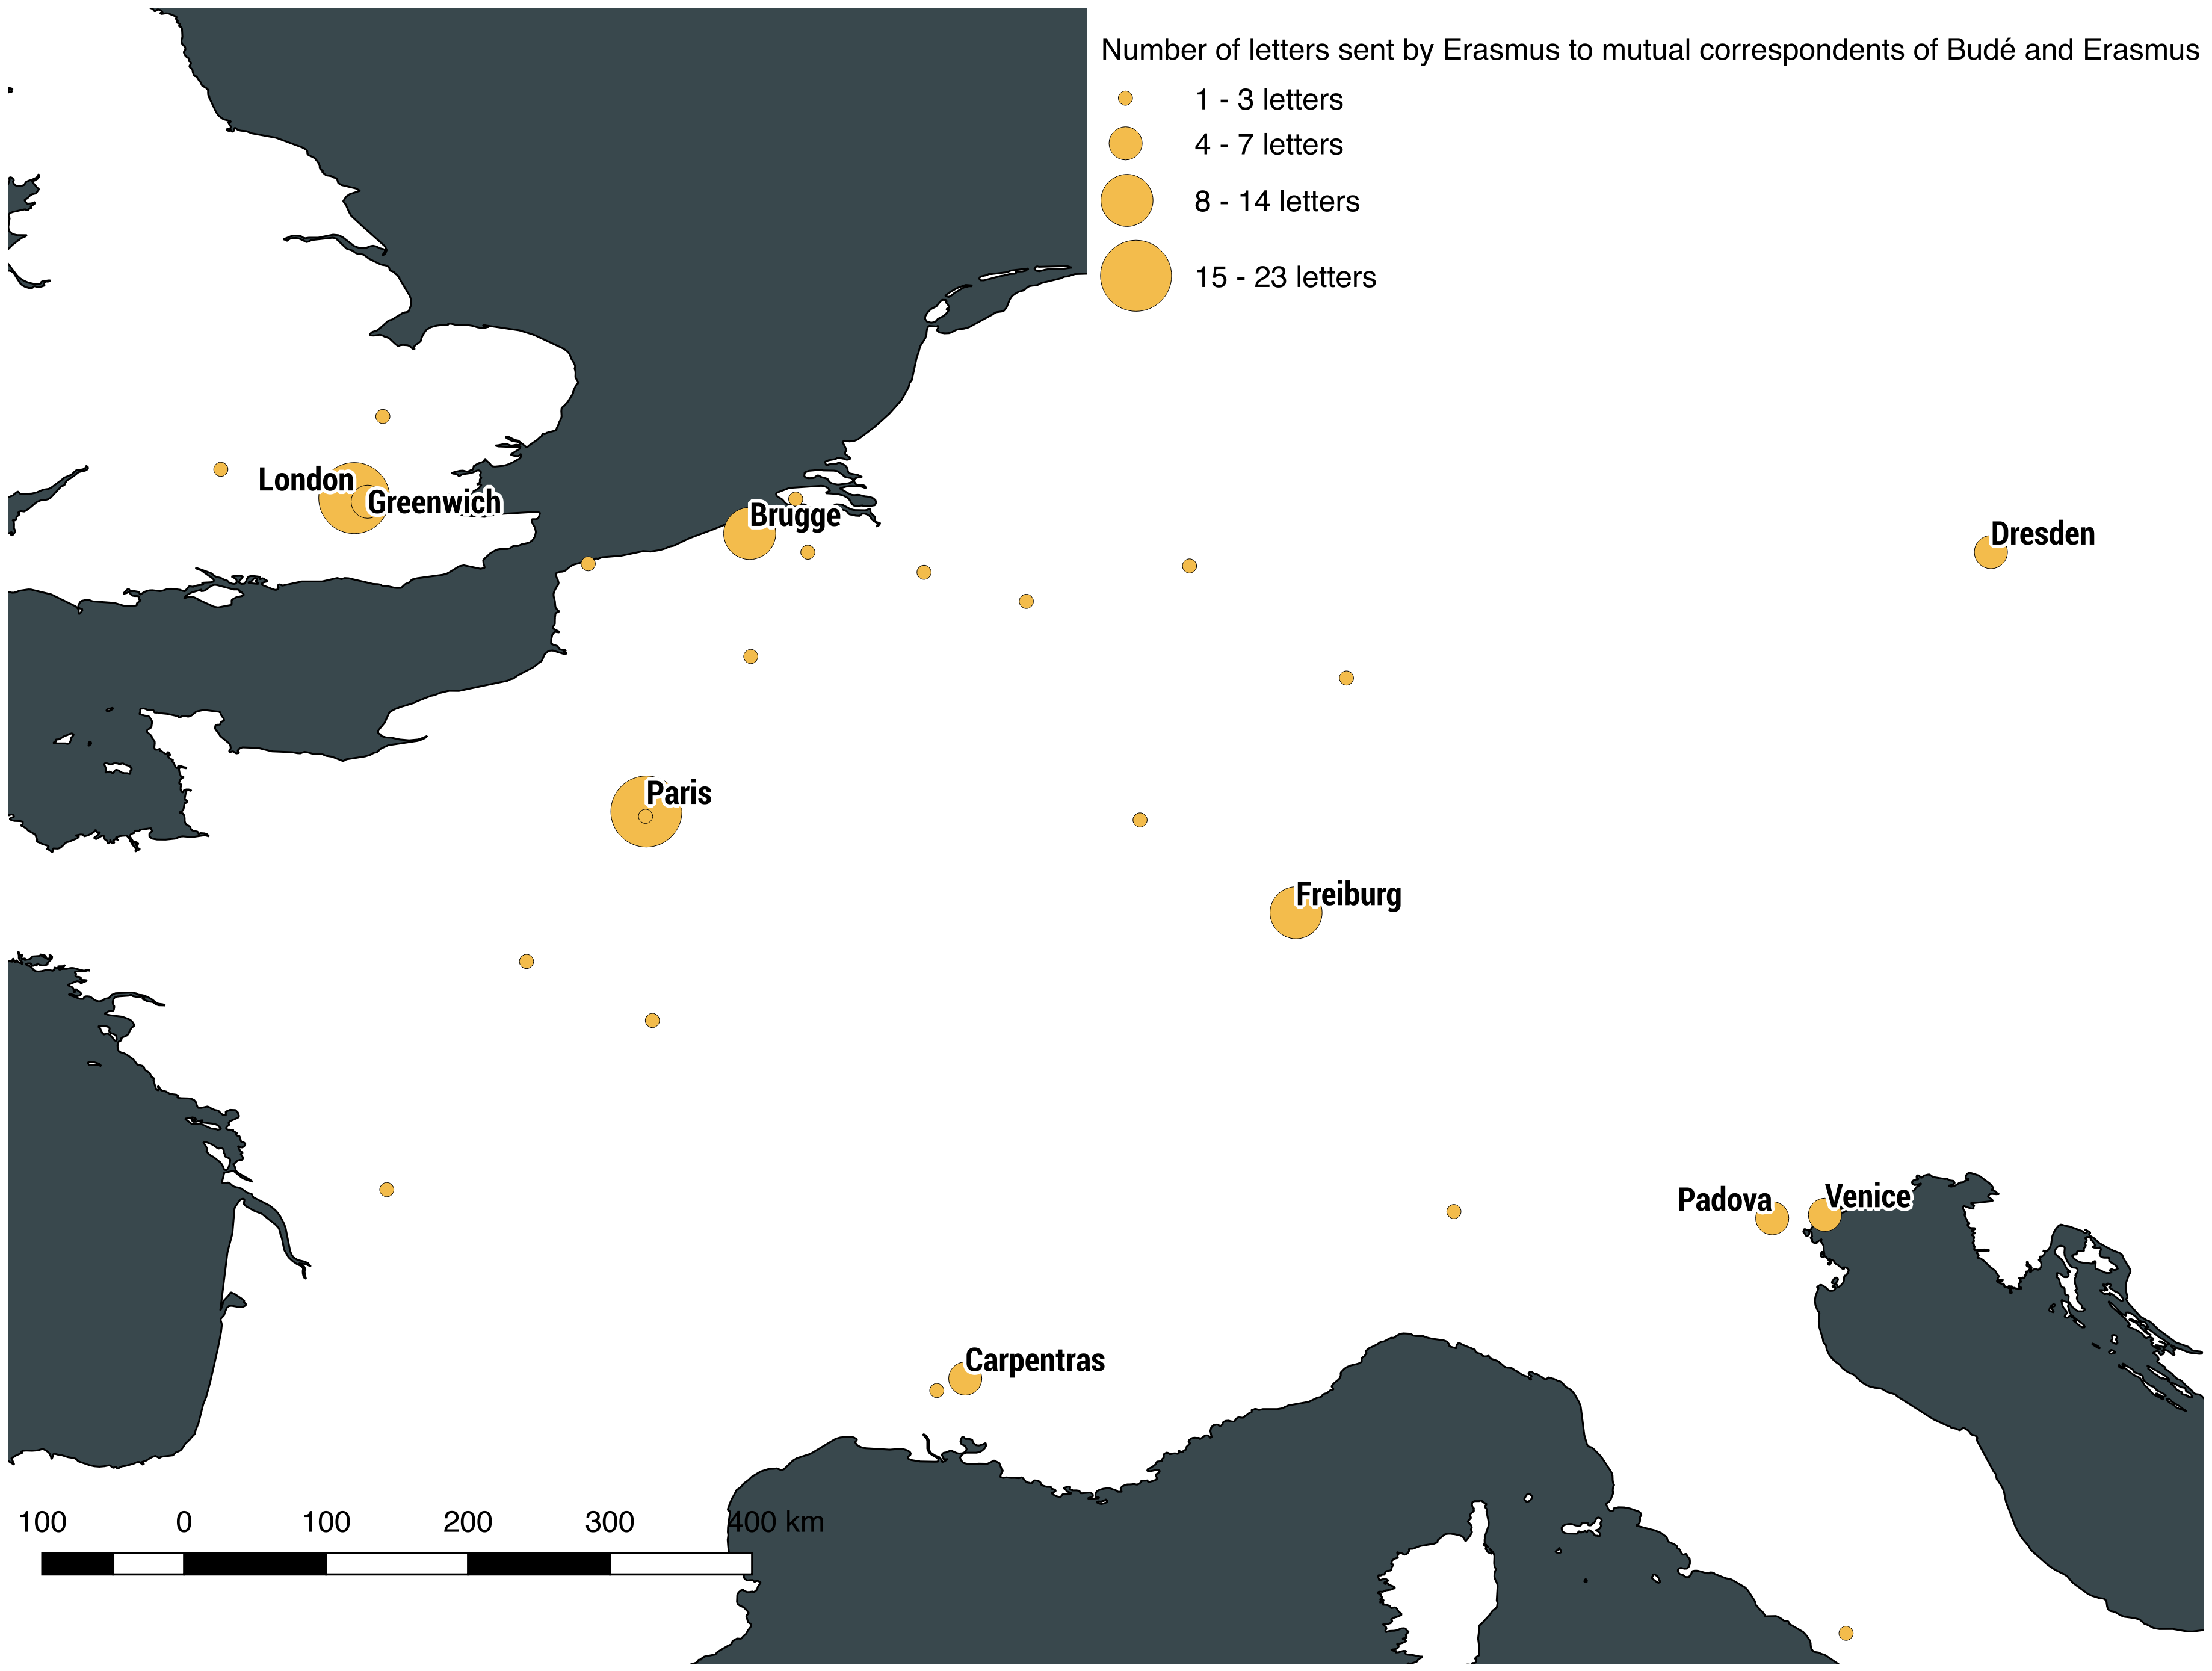 Number of letters sent by Erasmus to mutual correspondents of Budé and Erasmus
1 - 3 letters
4 - 7 letters
8 - 14 letters
15 - 23 letters
London
Greenwich
Brugge
Dresden
Paris
Freiburg
Padova
Venice
Carpentras
100 0 100 200 300 400 km